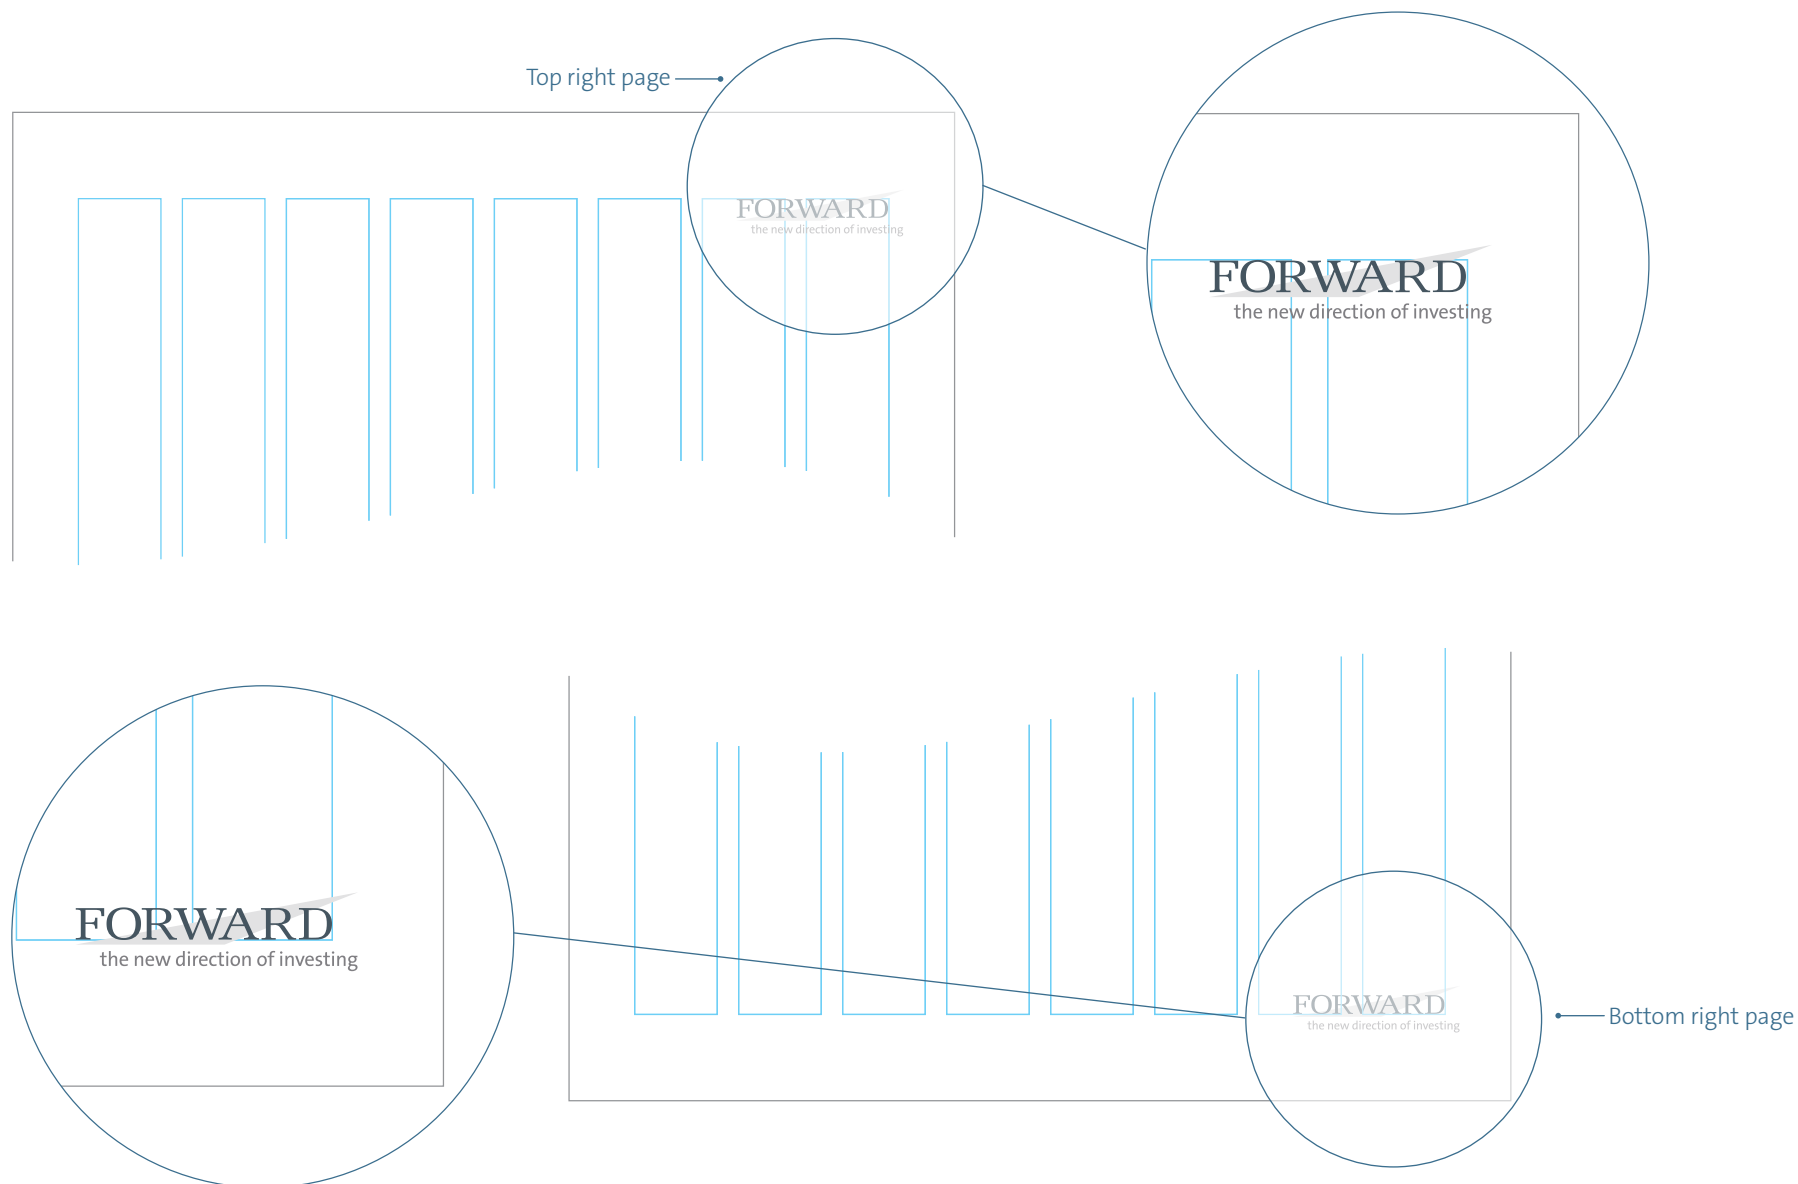 Top right page
FORWARD
the new direction of investing
FORWARD
the new direction of investing
FORWARD
the new direction of investing
FORWARD
the new direction of investing
Bottom right page